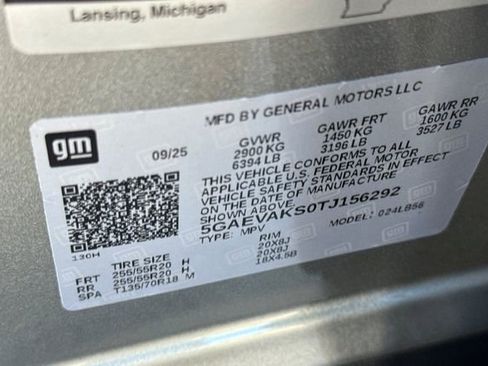 Lansing, Michigan
gm
MFD BY GENERAL MOTORS LLC
09/25
GVWR GAWR FRT GAWR RR
2900 KG 1450 KG 1600 KG
6394 LB 3196 LB 3527 LB
THIS VEHICLE CONFORMS TO ALL
APPLICABLE U.S. FEDERAL MOTOR
VEHICLE SAFETY STANDARDS IN EFFECT
ON THE DATE OF MANUFACTURE
SHOWN ABOVE.
5GAEVAKS0TJ156292
TYPE: MPV MODEL: 024LB56
130H
TIRE SIZE RIM
FRT 255/55R20 H 20X8J
RR 255/55R20 H 20X8J
SPA T135/70R18 M 18X4.5B